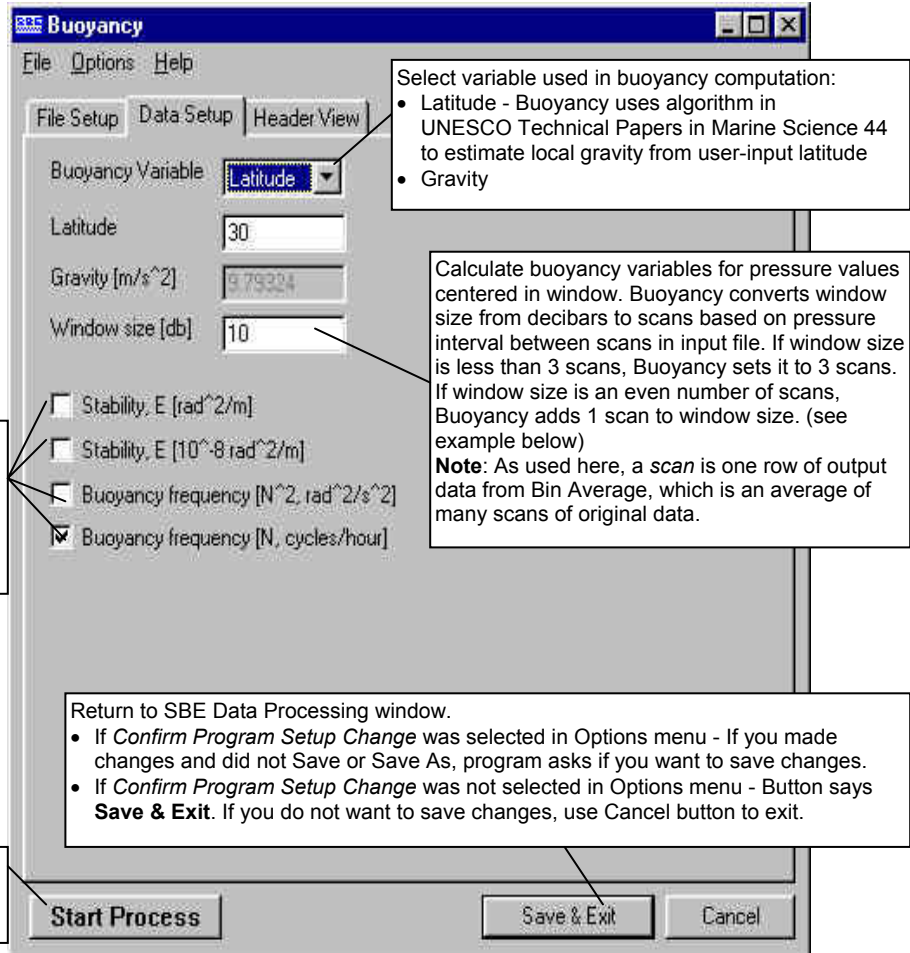 SBE Buoyancy
File Options Help
Select variable used in buoyancy computation:
• Latitude - Buoyancy uses algorithm in
UNESCO Technical Papers in Marine Science 44
to estimate local gravity from user-input latitude
• Gravity
File Setup Data Setup Header View
Buoyancy Variable Latitude
Latitude 30
Gravity [m/s^2] 9.79324
Window size [db] 10
Calculate buoyancy variables for pressure values
centered in window. Buoyancy converts window
size from decibars to scans based on pressure
interval between scans in input file. If window size
is less than 3 scans, Buoyancy sets it to 3 scans.
If window size is an even number of scans,
Buoyancy adds 1 scan to window size. (see
example below)
Note: As used here, a scan is one row of output
data from Bin Average, which is an average of
many scans of original data.
Stability, E [rad^2/m]
Stability, E [10^-8 rad^2/m]
Buoyancy frequency [N^2, rad^2/s^2]
Buoyancy frequency [N, cycles/hour]
Return to SBE Data Processing window.
• If Confirm Program Setup Change was selected in Options menu - If you made
changes and did not Save or Save As, program asks if you want to save changes.
• If Confirm Program Setup Change was not selected in Options menu - Button says
Save & Exit. If you do not want to save changes, use Cancel button to exit.
Start Process Save & Exit Cancel